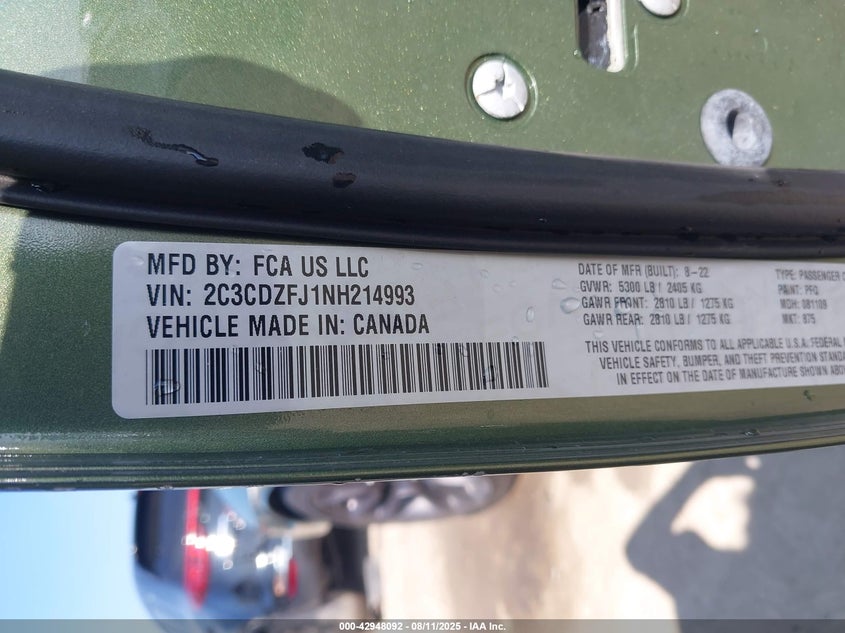 MFD BY: FCA US LLC
VIN: 2C3CDZFJ1NH214993
VEHICLE MADE IN: CANADA
DATE OF MFR (BUILT): 8-22
GVWR: 5300 LB / 2405 KG
GAWR FRONT: 2810 LB / 1275 KG
GAWR REAR: 2810 LB / 1275 KG
TYPE: PASSENGER
PAINT: PFQ
MDH: 081109
MKT: 875
THIS VEHICLE CONFORMS TO ALL APPLICABLE U.S.A. FEDERAL
VEHICLE SAFETY, BUMPER, AND THEFT PREVENTION
IN EFFECT ON THE DATE OF MANUFACTURE SHOWN
000-42948092 - 08/11/2025 - IAA Inc.